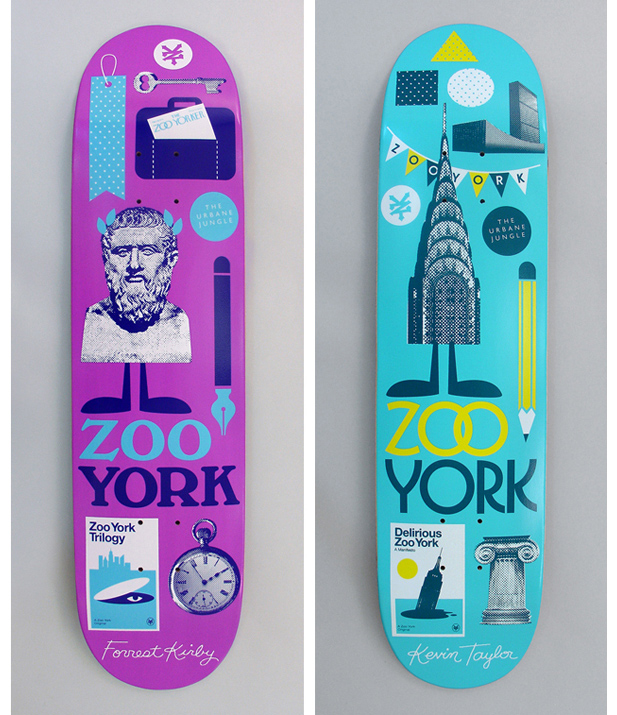 THE
ZOO YORKER
THE
URBANE
JUNGLE
ZOO
YORK
Zoo York
Trilogy
Forrest Kirby
ZOO YORK
THE
URBANE
JUNGLE
ZOO
YORK
Delirious
Zoo York
A Manifesto
Kevin Taylor